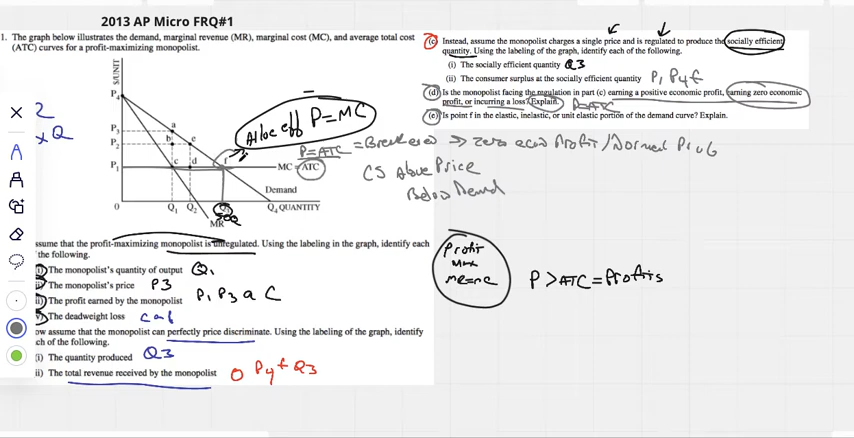 2013 AP Micro FRQ#1
1. The graph below illustrates the demand, marginal revenue (MR), marginal cost (MC), and average total cost
(ATC) curves for a profit-maximizing monopolist.
$/UNIT
P4
P3
P2
P1
a
b
e
c
d
f
MC = ATC
Demand
0
Q1
Q2
Q4
QUANTITY
MR
2
x Q
Alloc eff P=MC
P=ATC = Breakeven => Zero econ Profit / Normal Prof
CS Above Price
Below Demand
assume that the profit-maximizing monopolist is unregulated. Using the labeling in the graph, identify each
the following.
The monopolist's quantity of output Q1
The monopolist's price P3
The profit earned by the monopolist P1 P3 a C
The deadweight loss caf
ow assume that the monopolist can perfectly price discriminate. Using the labeling of the graph, identify
ch of the following.
(i) The quantity produced Q3
ii) The total revenue received by the monopolist O P4 f Q3
(c) Instead, assume the monopolist charges a single price and is regulated to produce the socially efficient
quantity. Using the labeling of the graph, identify each of the following.
(i) The socially efficient quantity Q3
(ii) The consumer surplus at the socially efficient quantity P1 P4 f
(d) Is the monopolist facing the regulation in part (c) earning a positive economic profit, earning zero economic
profit, or incurring a loss? Explain. P=ATC
(e) Is point f in the elastic, inelastic, or unit elastic portion of the demand curve? Explain.
Profit
Max
MR=MC
P > ATC = Profits